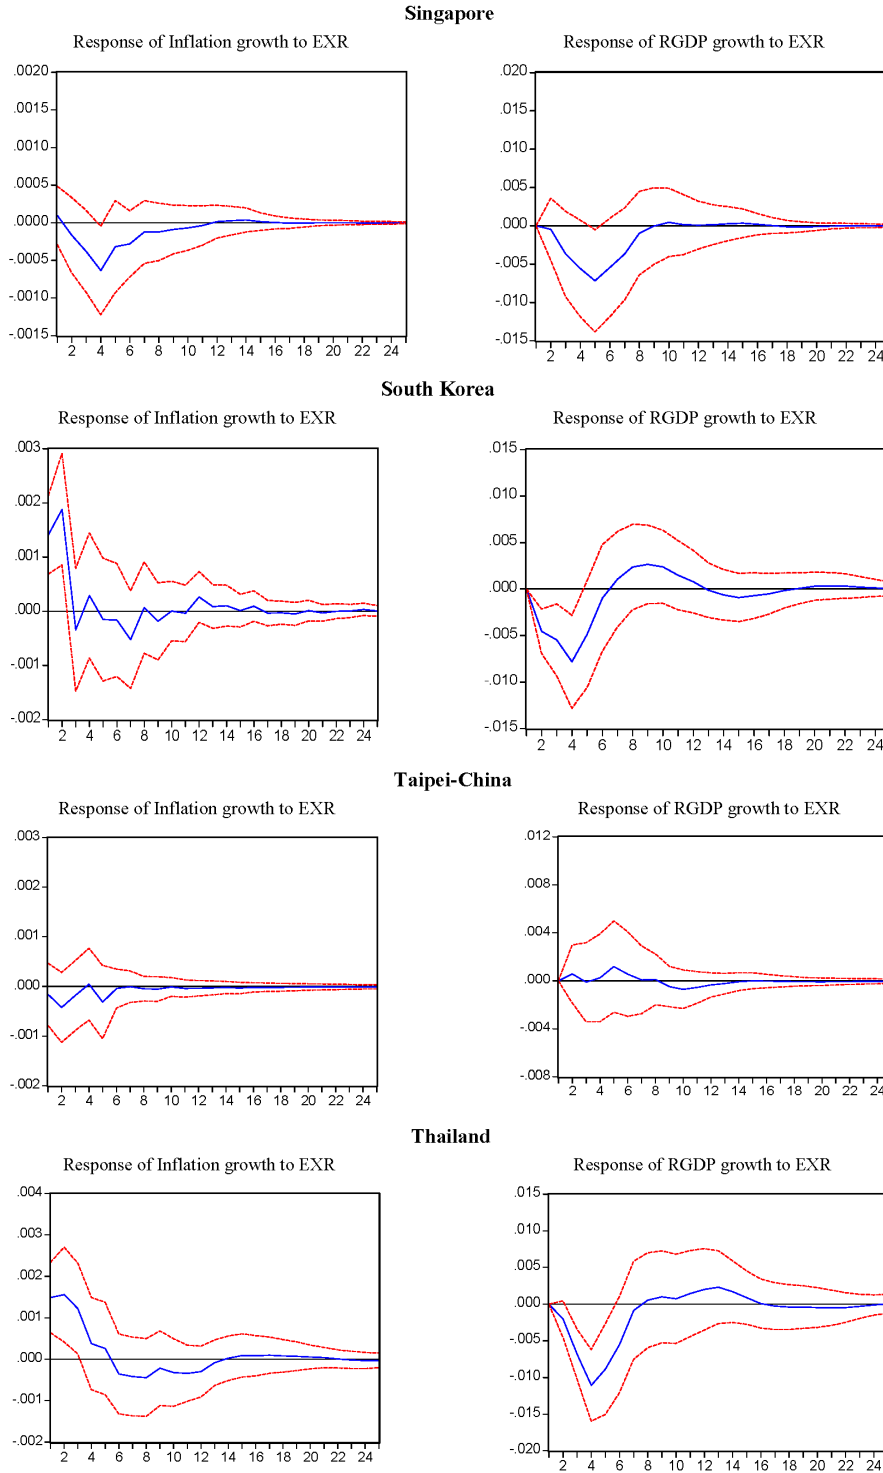 Singapore
Response of Inflation growth to EXR
Response of RGDP growth to EXR
.0020
.0015
.0010
.0005
.0000
-.0005
-.0010
-.0015
2 4 6 8 10 12 14 16 18 20 22 24
.020
.015
.010
.005
.000
-.005
-.010
-.015
2 4 6 8 10 12 14 16 18 20 22 24
South Korea
Response of Inflation growth to EXR
Response of RGDP growth to EXR
.003
.002
.001
.000
-.001
-.002
2 4 6 8 10 12 14 16 18 20 22 24
.015
.010
.005
.000
-.005
-.010
-.015
2 4 6 8 10 12 14 16 18 20 22 24
Taipei-China
Response of Inflation growth to EXR
Response of RGDP growth to EXR
.003
.002
.001
.000
-.001
-.002
2 4 6 8 10 12 14 16 18 20 22 24
.012
.008
.004
.000
-.004
-.008
2 4 6 8 10 12 14 16 18 20 22 24
Thailand
Response of Inflation growth to EXR
Response of RGDP growth to EXR
.004
.003
.002
.001
.000
-.001
-.002
2 4 6 8 10 12 14 16 18 20 22 24
.015
.010
.005
.000
-.005
-.010
-.015
-.020
2 4 6 8 10 12 14 16 18 20 22 24